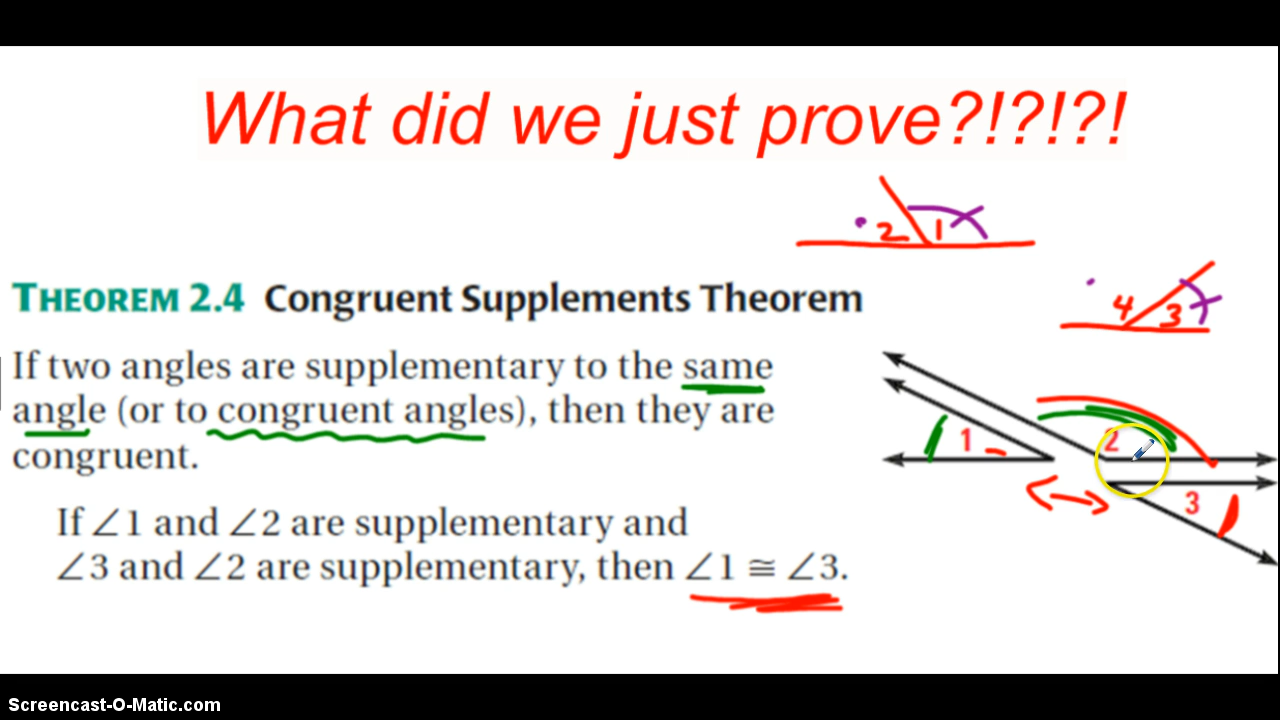 What did we just prove?!?!?!
2 1
4 3
THEOREM 2.4 Congruent Supplements Theorem
If two angles are supplementary to the same
angle (or to congruent angles), then they are
congruent.
1 2
3
If ∠1 and ∠2 are supplementary and
∠3 and ∠2 are supplementary, then ∠1 ≅ ∠3.
Screencast-O-Matic.com